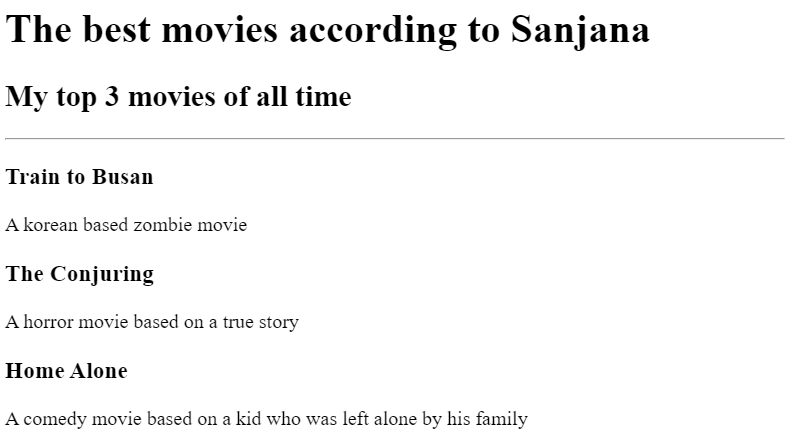 The best movies according to Sanjana
My top 3 movies of all time
Train to Busan
A korean based zombie movie
The Conjuring
A horror movie based on a true story
Home Alone
A comedy movie based on a kid who was left alone by his family